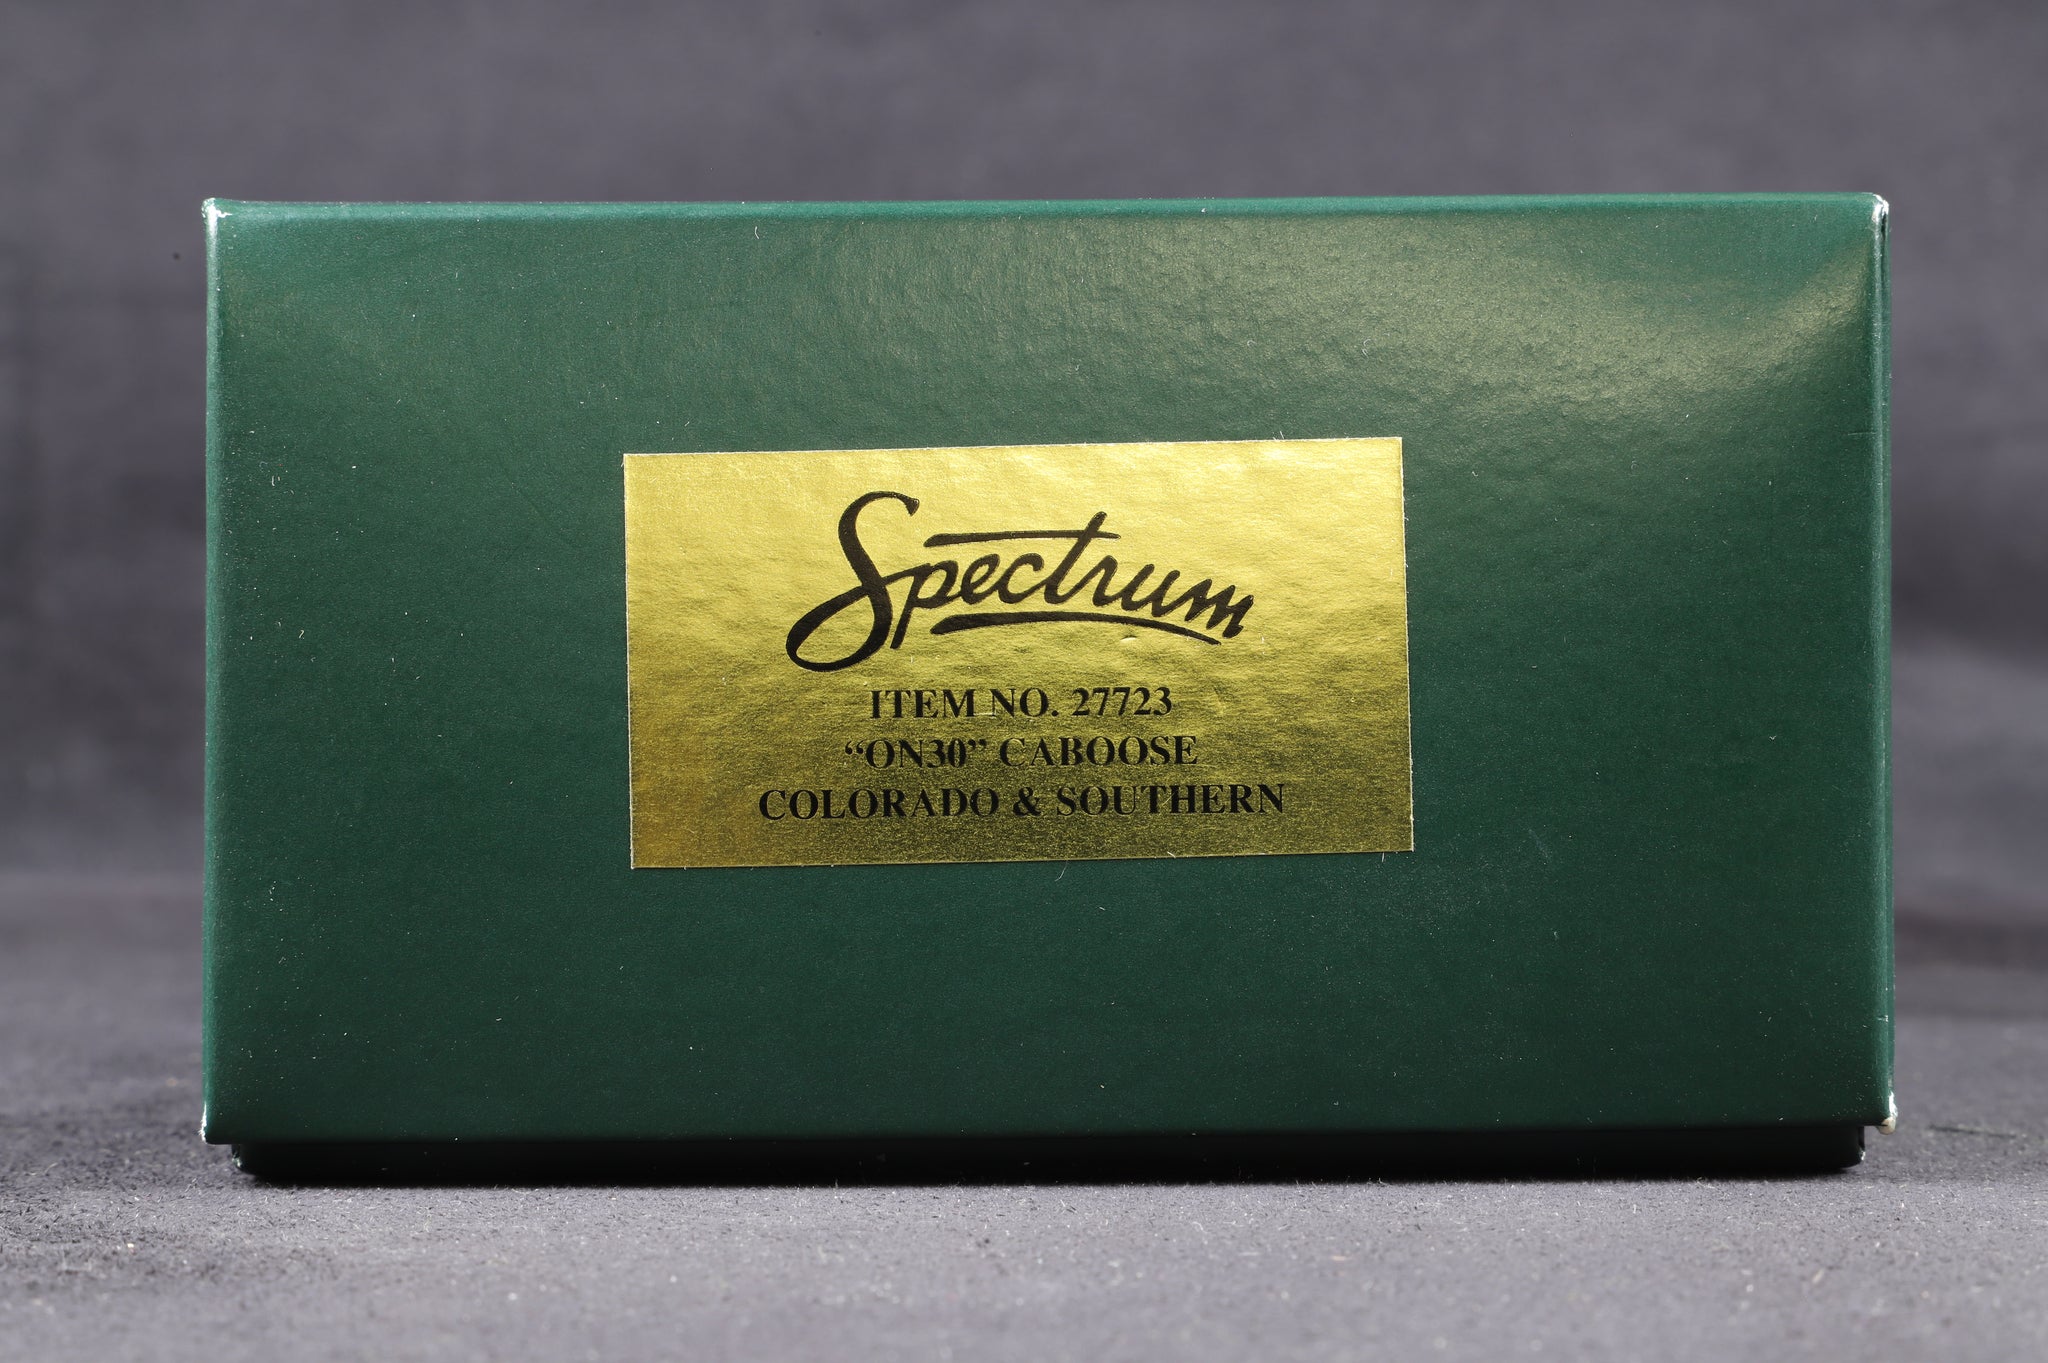 Spectrum
ITEM NO. 27723
“ON30” CABOOSE
COLORADO & SOUTHERN